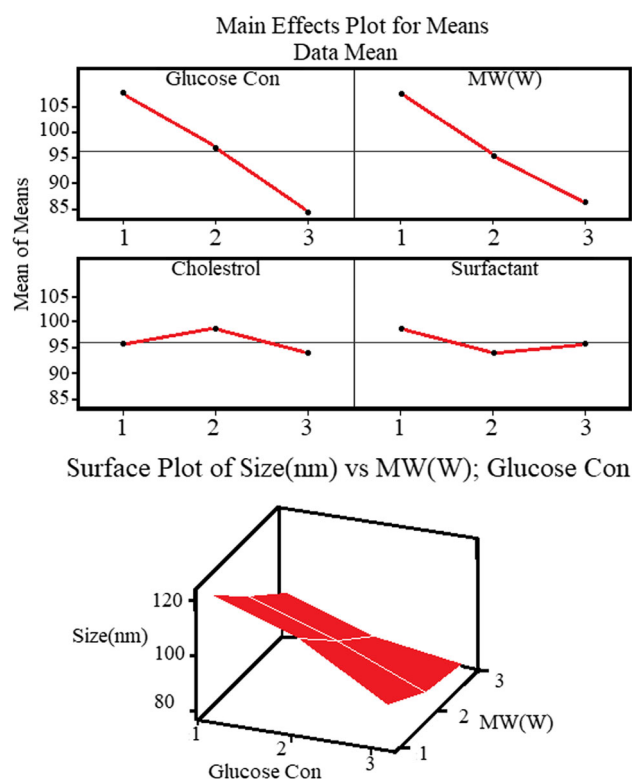 Main Effects Plot for Means
Data Mean
Glucose Con MW(W)
105
100
95
90
85
1 2 3 1 2 3
Mean of Means
Cholestrol Surfactant
105
100
95
90
85
1 2 3 1 2 3
Surface Plot of Size(nm) vs MW(W); Glucose Con
120
Size(nm)
100
80
1 2 3
Glucose Con
1 2 3
MW(W)